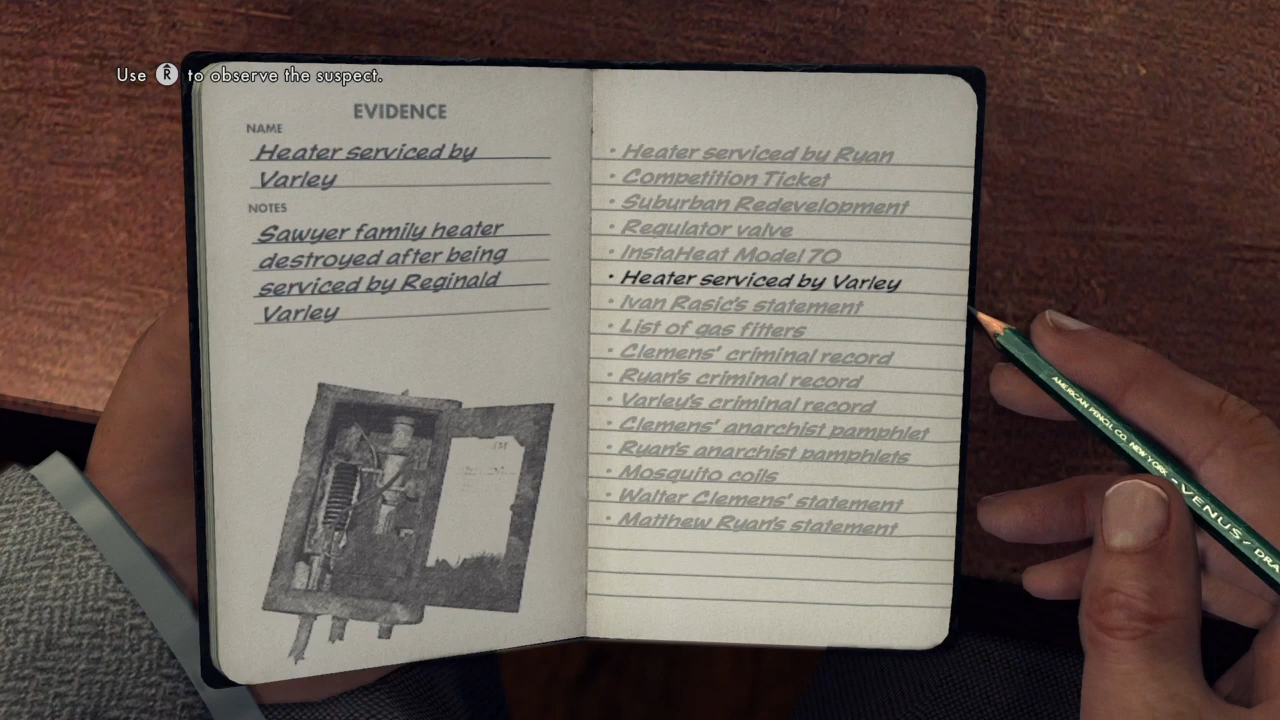 Use R to observe the suspect.
EVIDENCE
NAME
Heater serviced by
Varley
NOTES
Sawyer family heater
destroyed after being
serviced by Reginald
Varley
• Heater serviced by Ryan
• Competition Ticket
• Suburban Redevelopment
• Regulator valve
• InstaHeat Model 70
• Heater serviced by Varley
• Ivan Rasic's statement
• List of gas fitters
• Clemens' criminal record
• Ryan's criminal record
• Varley's criminal record
• Clemens' anarchist pamphlet
• Ryan's anarchist pamphlets
• Mosquito coils
• Walter Clemens' statement
• Matthew Ryan's statement
AMERICAN PENCIL CO. NEW YORK
VENUS / DRA